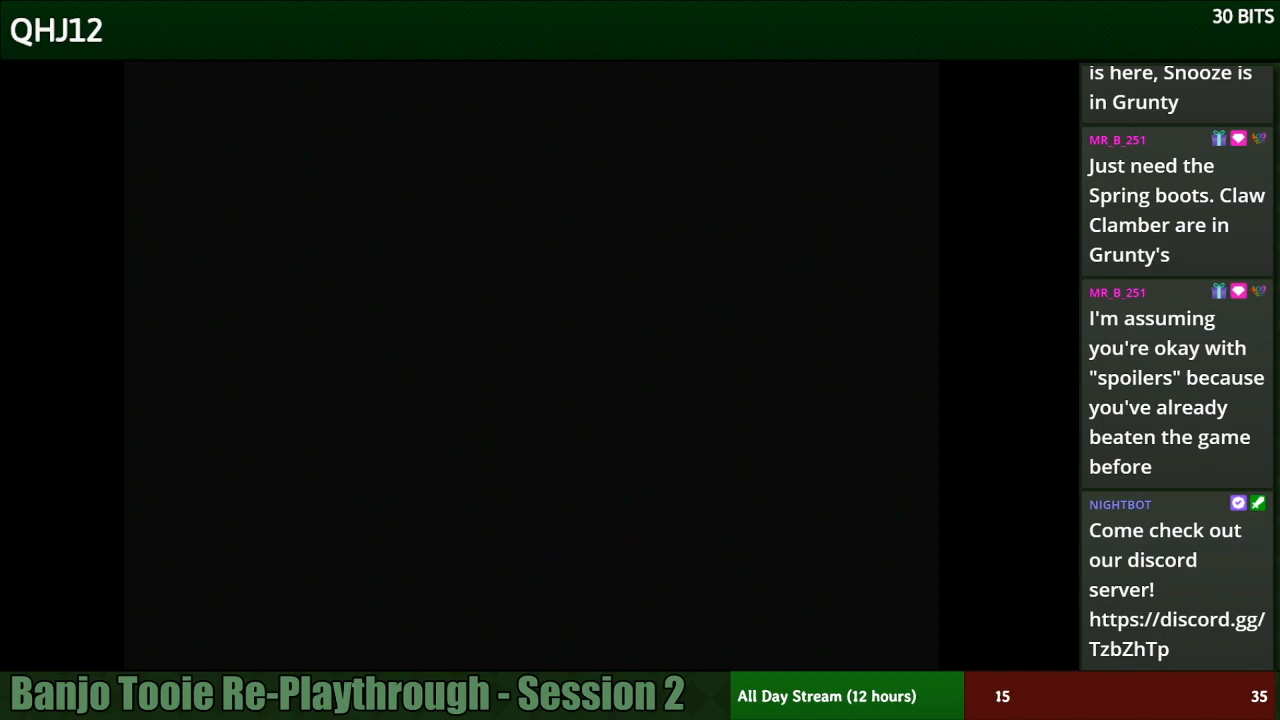 QHJ12
30 BITS
is here, Snooze is
in Grunty
MR_B_251
Just need the
Spring boots. Claw
Clamber are in
Grunty's
MR_B_251
I'm assuming
you're okay with
"spoilers" because
you've already
beaten the game
before
NIGHTBOT
Come check out
our discord
server!
https://discord.gg/
TzbZhTp
Banjo Tooie Re-Playthrough - Session 2
All Day Stream (12 hours)
15
35